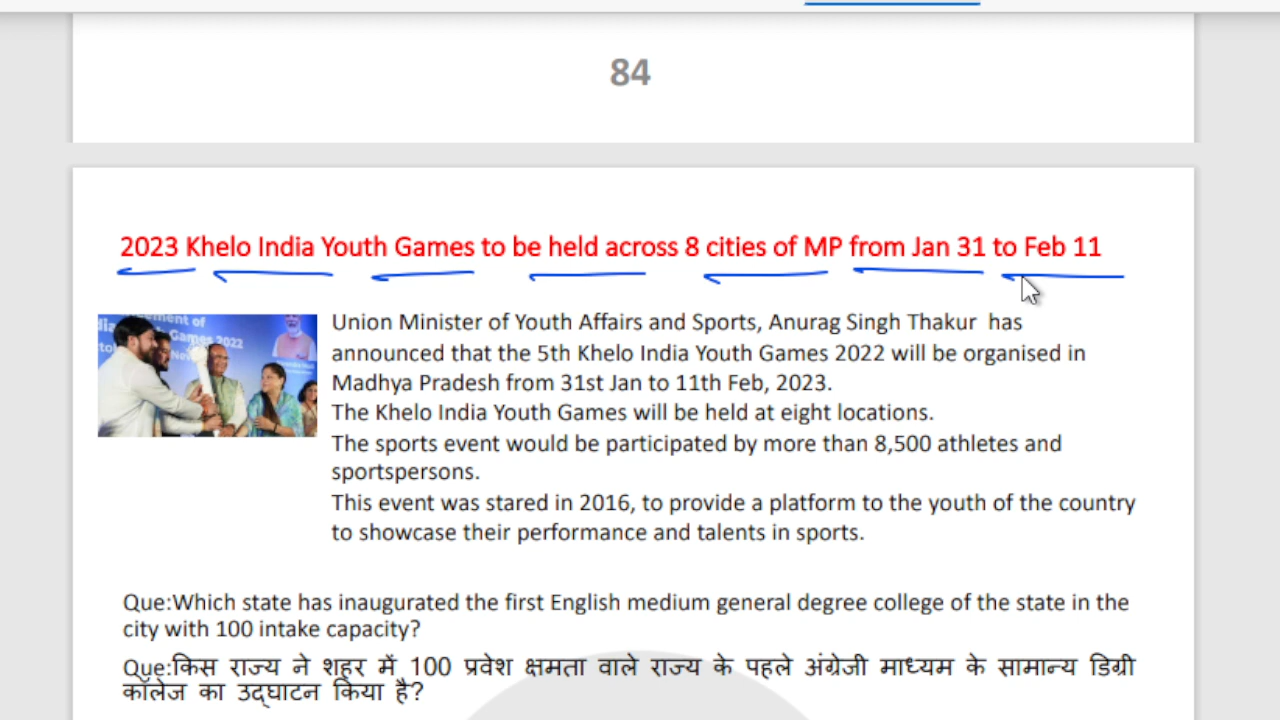 84
2023 Khelo India Youth Games to be held across 8 cities of MP from Jan 31 to Feb 11
Union Minister of Youth Affairs and Sports, Anurag Singh Thakur has
announced that the 5th Khelo India Youth Games 2022 will be organised in
Madhya Pradesh from 31st Jan to 11th Feb, 2023.
The Khelo India Youth Games will be held at eight locations.
The sports event would be participated by more than 8,500 athletes and
sportspersons.
This event was stared in 2016, to provide a platform to the youth of the country
to showcase their performance and talents in sports.
Que:Which state has inaugurated the first English medium general degree college of the state in the
city with 100 intake capacity?
Que:किस राज्य ने शहर में 100 प्रवेश क्षमता वाले राज्य के पहले अंग्रेजी माध्यम के सामान्य डिग्री
कॉलेज का उद्घाटन किया है?